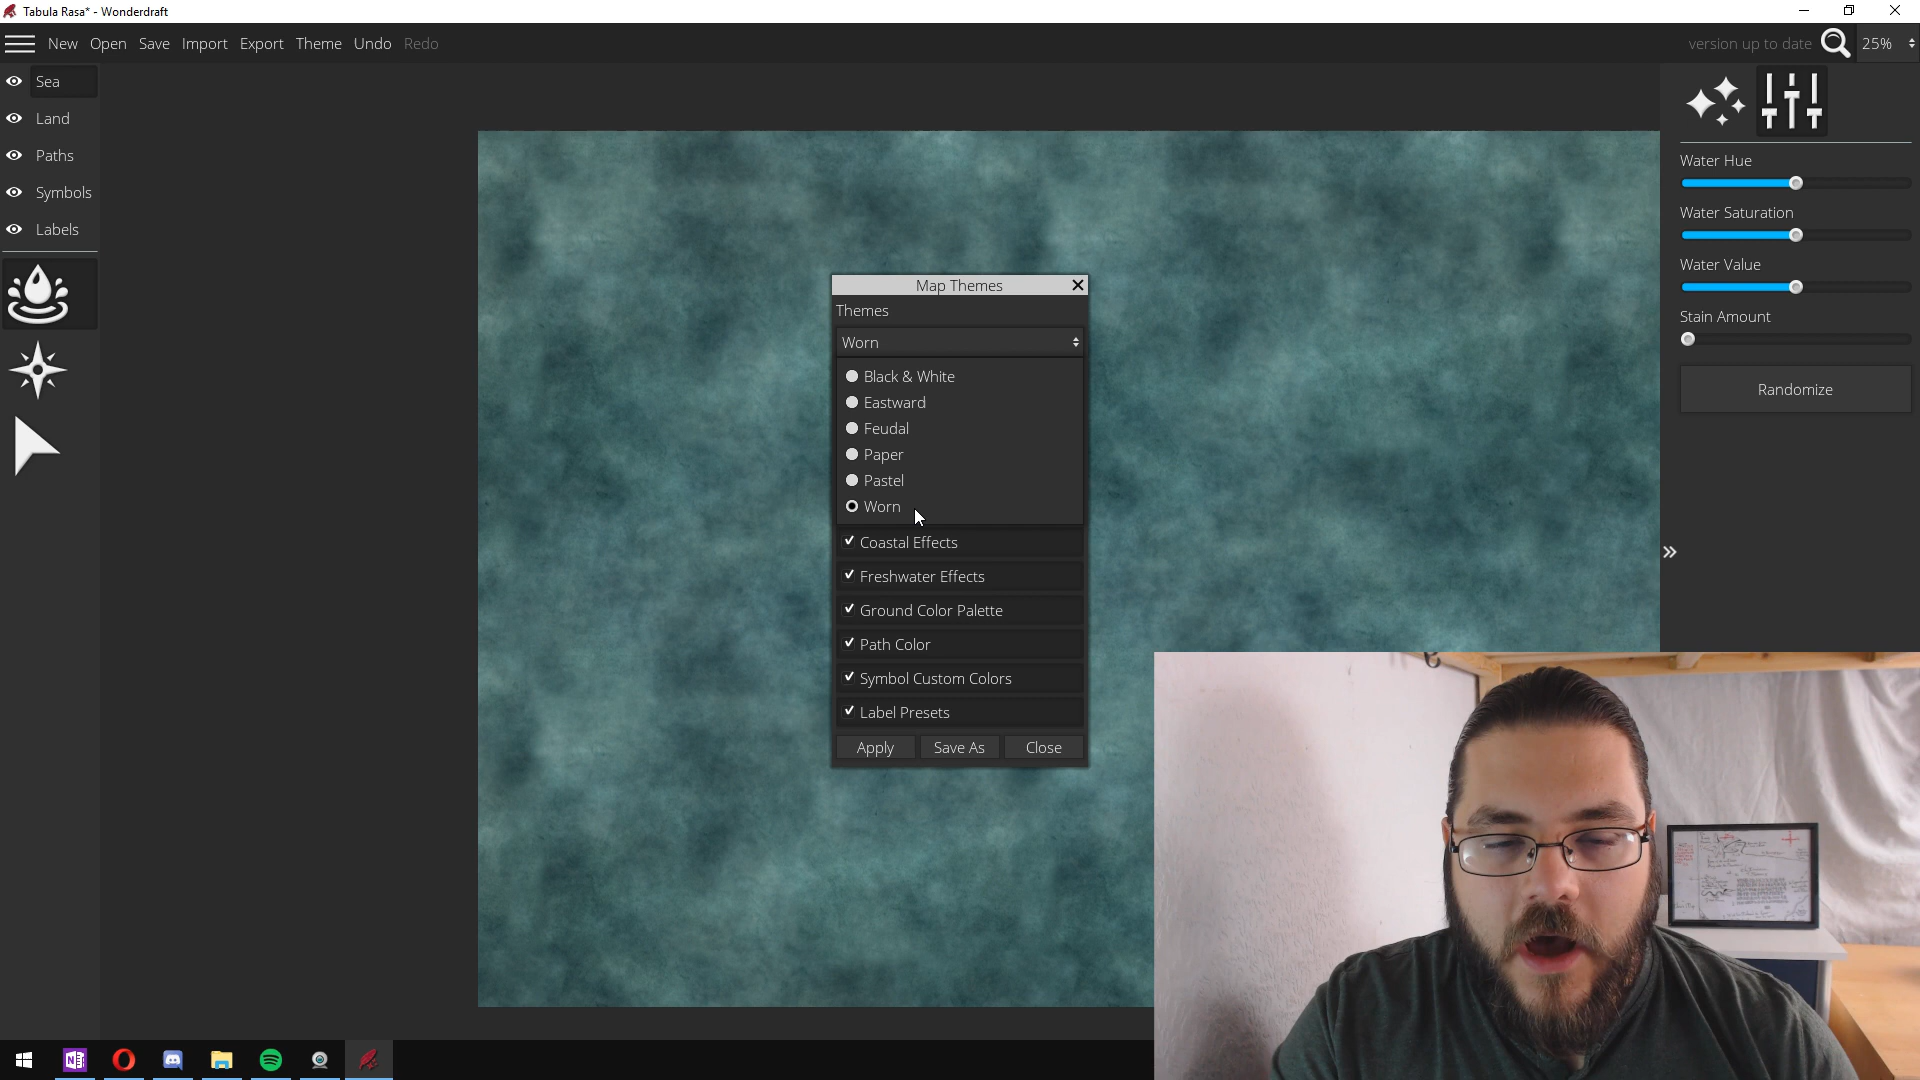 Tabula Rasa* - Wonderdraft
New Open Save Import Export Theme Undo Redo
version up to date 25%
Sea
Land
Paths
Symbols
Labels
Map Themes
Themes
Worn
Black & White
Eastward
Feudal
Paper
Pastel
Worn
Coastal Effects
Freshwater Effects
Ground Color Palette
Path Color
Symbol Custom Colors
Label Presets
Apply Save As Close
Water Hue
Water Saturation
Water Value
Stain Amount
Randomize
N